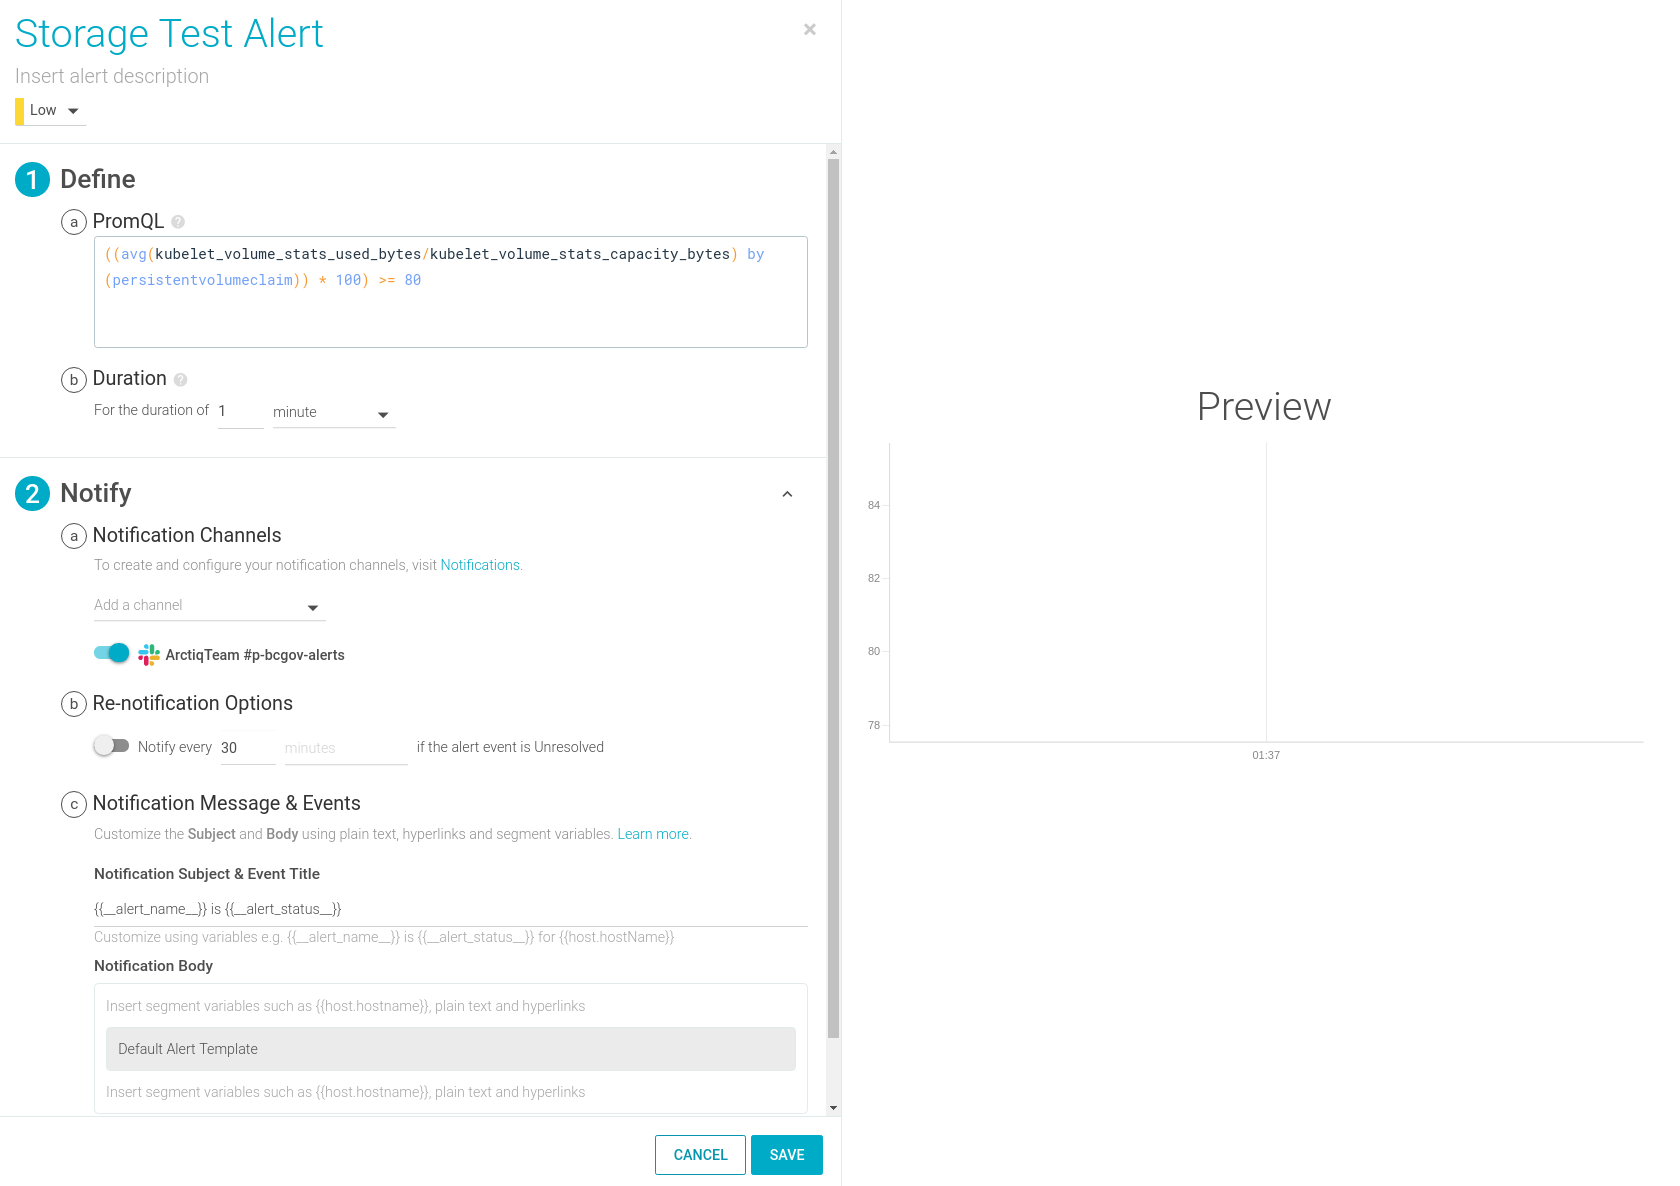 Storage Test Alert
×
Insert alert description
Low
1 Define
a PromQL ?
((avg(kubelet_volume_stats_used_bytes/kubelet_volume_stats_capacity_bytes) by
(persistentvolumeclaim)) * 100) >= 80
b Duration ?
For the duration of 1 minute
2 Notify
a Notification Channels
To create and configure your notification channels, visit Notifications.
Add a channel
ArctiqTeam #p-bcgov-alerts
b Re-notification Options
Notify every 30 minutes if the alert event is Unresolved
c Notification Message & Events
Customize the Subject and Body using plain text, hyperlinks and segment variables. Learn more.
Notification Subject & Event Title
{{__alert_name__}} is {{__alert_status__}}
Customize using variables e.g. {{__alert_name__}} is {{__alert_status__}} for {{host.hostName}}
Notification Body
Insert segment variables such as {{host.hostname}}, plain text and hyperlinks
Default Alert Template
Insert segment variables such as {{host.hostname}}, plain text and hyperlinks
CANCEL SAVE
Preview
84
82
80
78
01:37